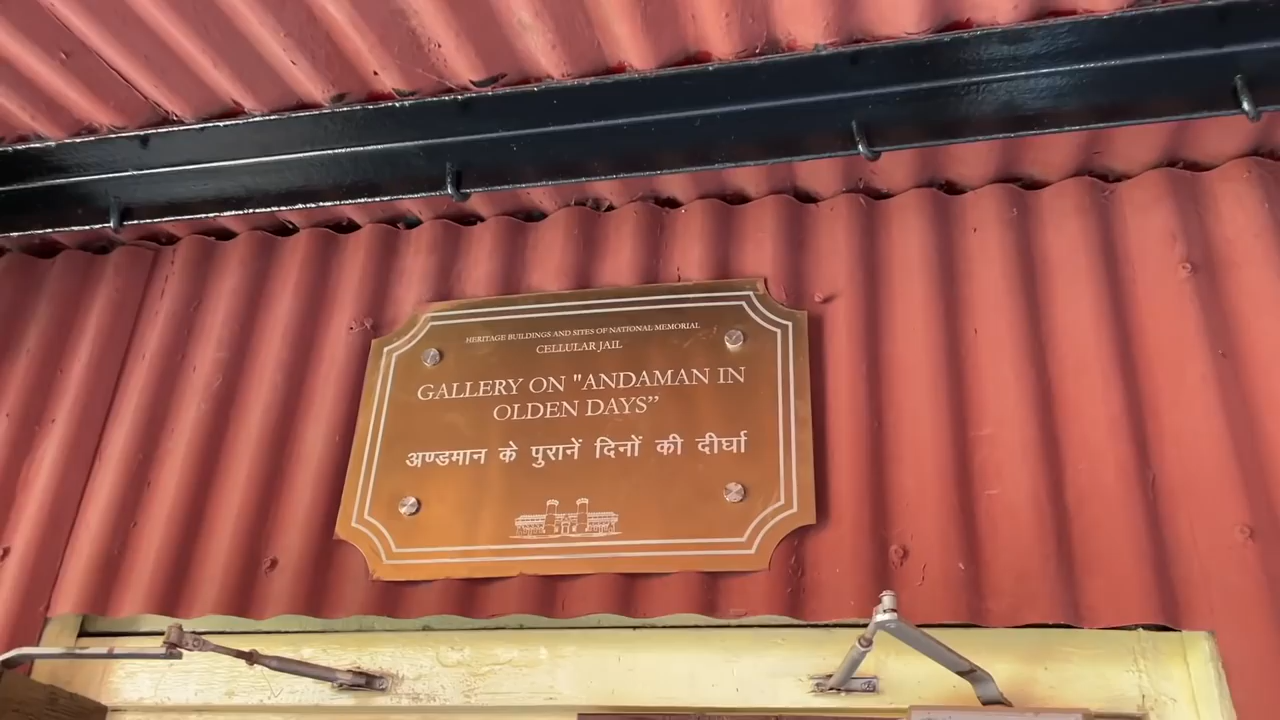 HERITAGE BUILDINGS AND SITES OF NATIONAL MEMORIAL
CELLULAR JAIL
GALLERY ON "ANDAMAN IN
OLDEN DAYS”
अण्डमान के पुरानें दिनों की दीर्घा